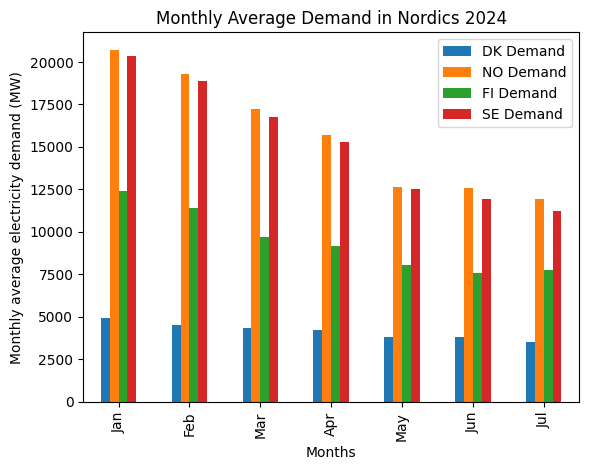 Monthly Average Demand in Nordics 2024
DK Demand
NO Demand
FI Demand
SE Demand
Monthly average electricity demand (MW)
20000
17500
15000
12500
10000
7500
5000
2500
0
Jan
Feb
Mar
Apr
May
Jun
Jul
Months